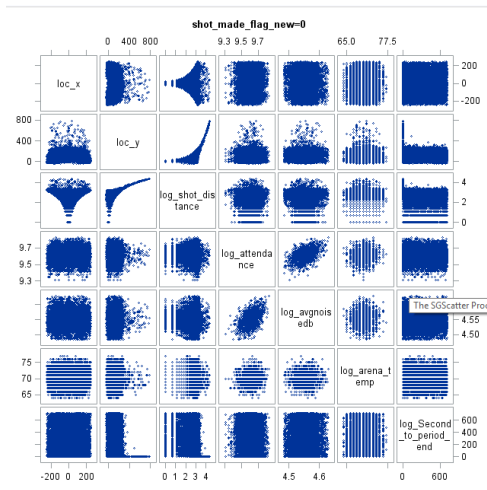 shot_made_flag_new=0
0 400 800 9.3 9.5 9.7 65.0 77.5
loc_x
200
0
-200
800
400
0
loc_y
log_shot_dis
tance
4
2
0
9.7
9.5
9.3
log_attenda
nce
log_avgnois
edb
The SGScatter Proc
4.55
4.50
75
70
65
log_arena_t
emp
log_Second
_to_period_
end
600
400
200
0
-200 0 200 0 1 2 3 4 4.5 4.6 0 600